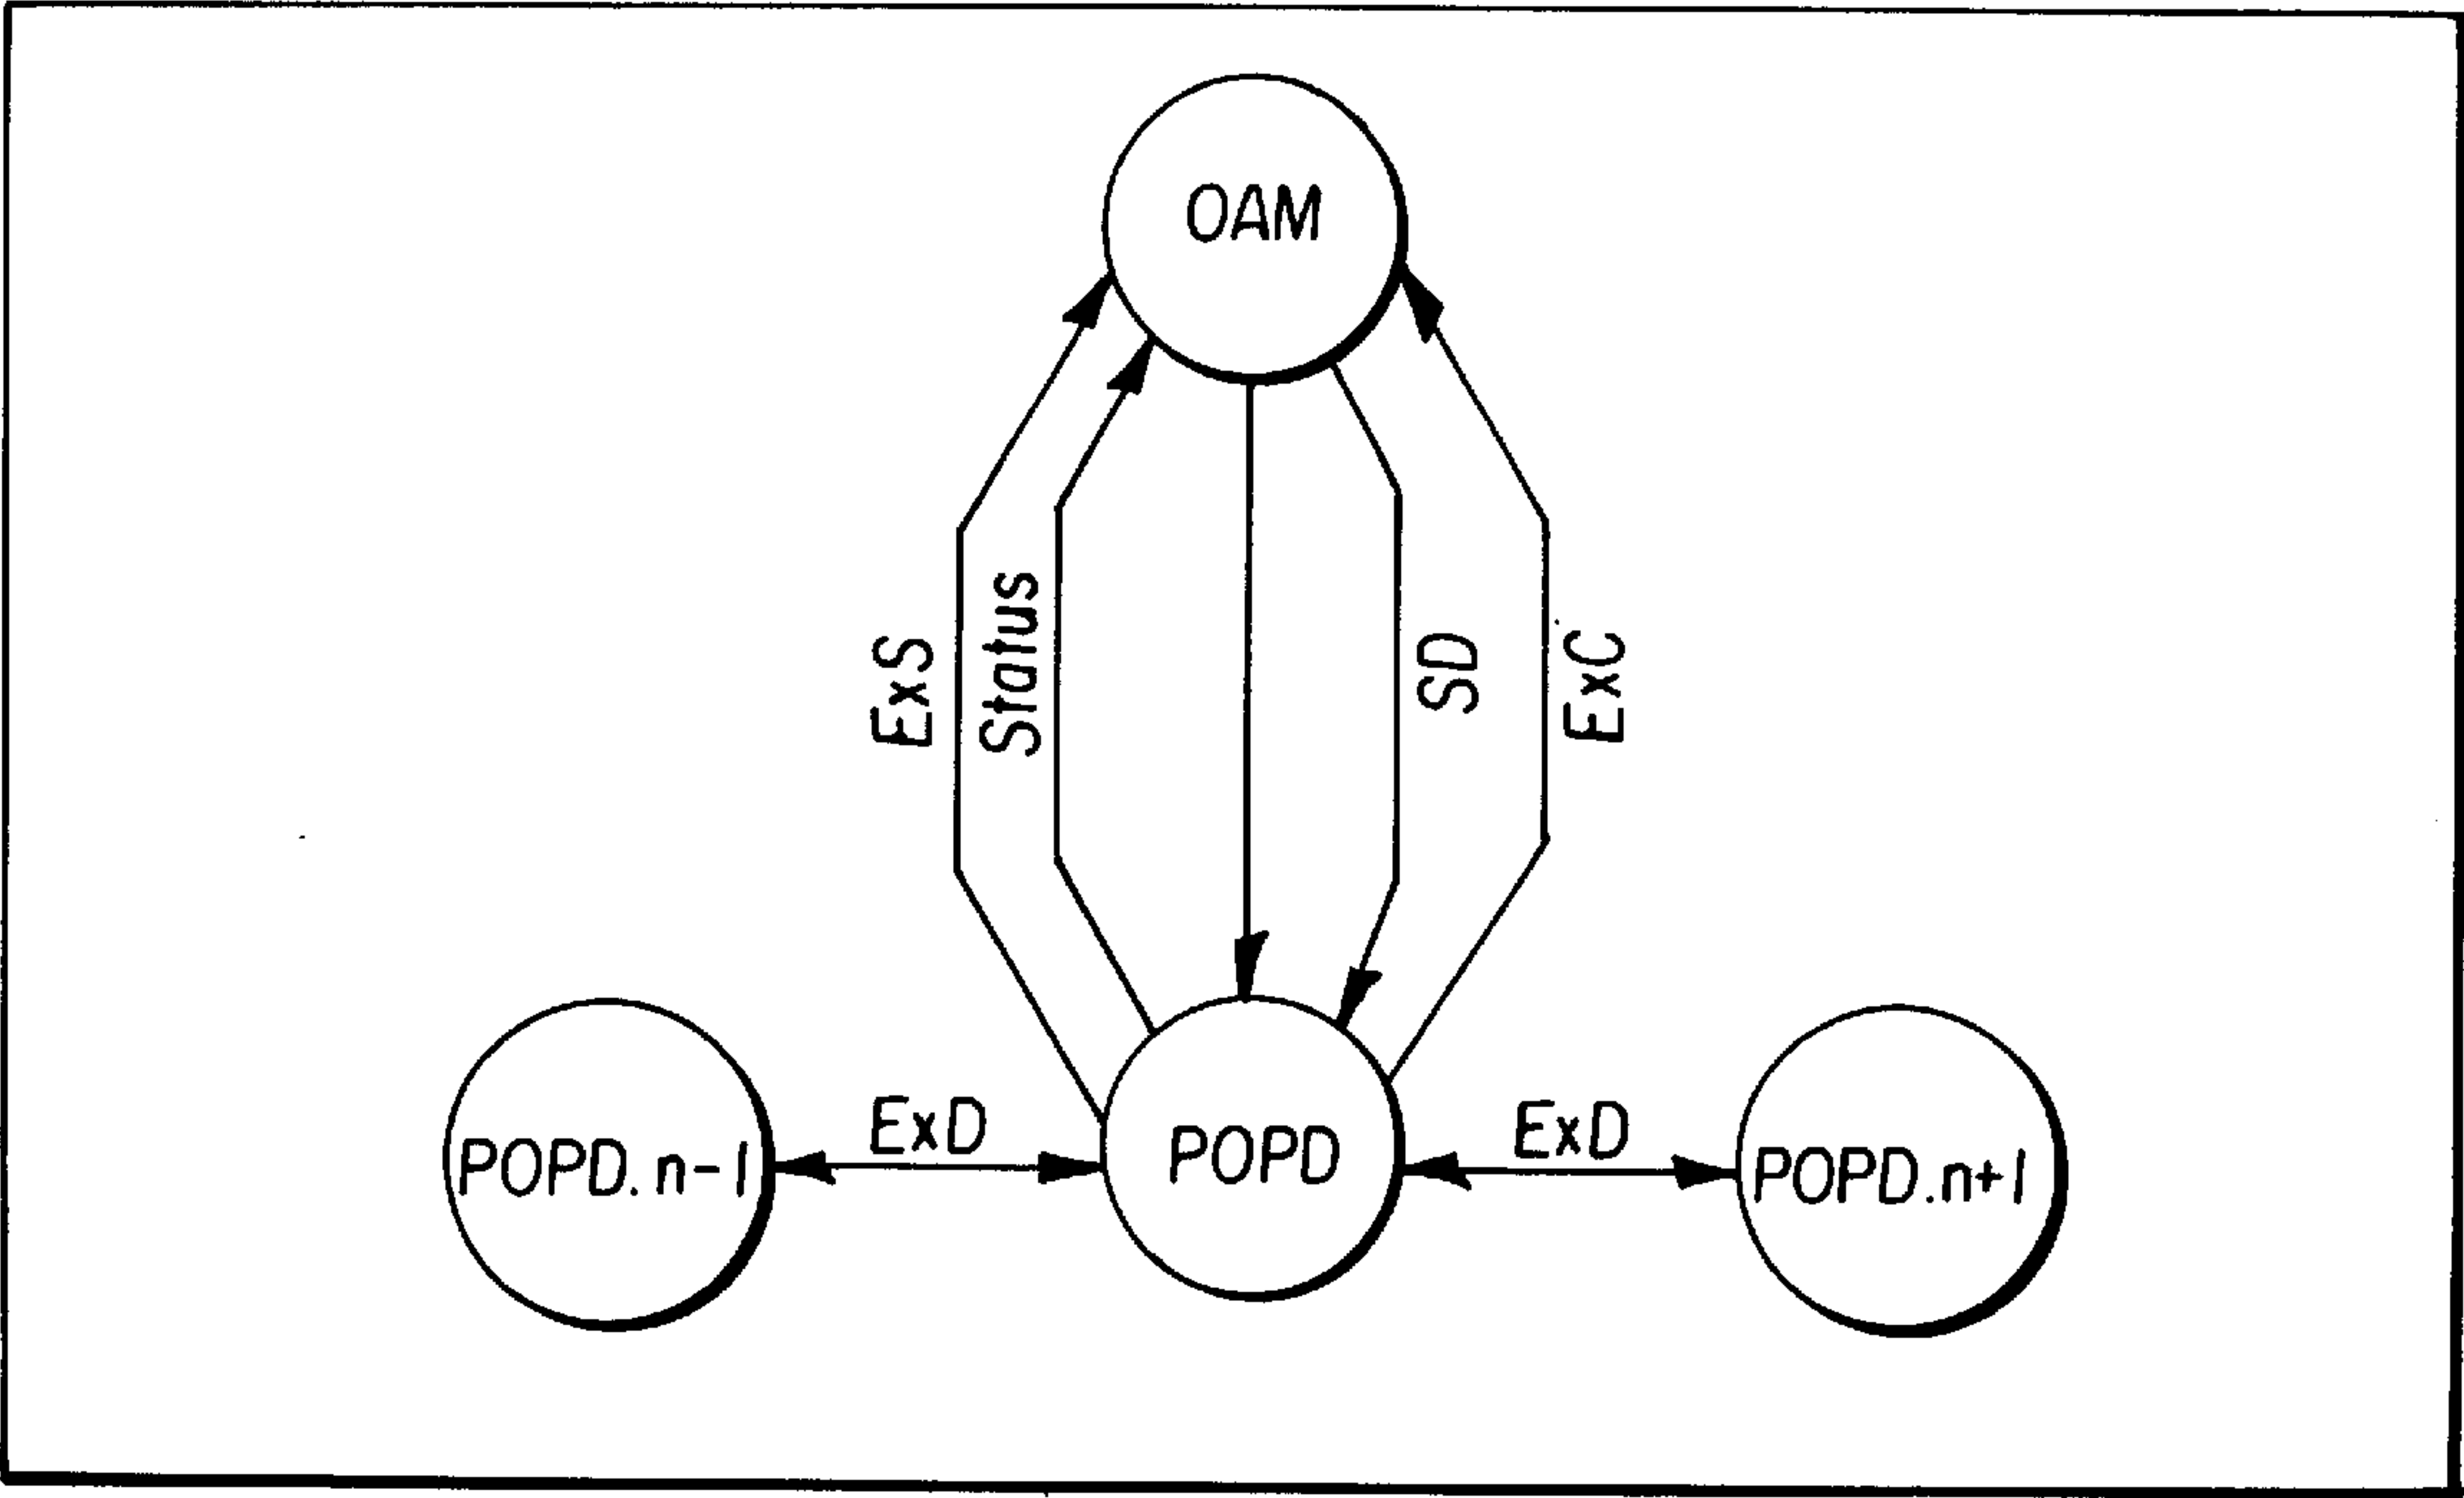 OAM
ExS
Status
SD
ExC
POPD.n-1
ExD
POPD
ExD
POPD.n+1